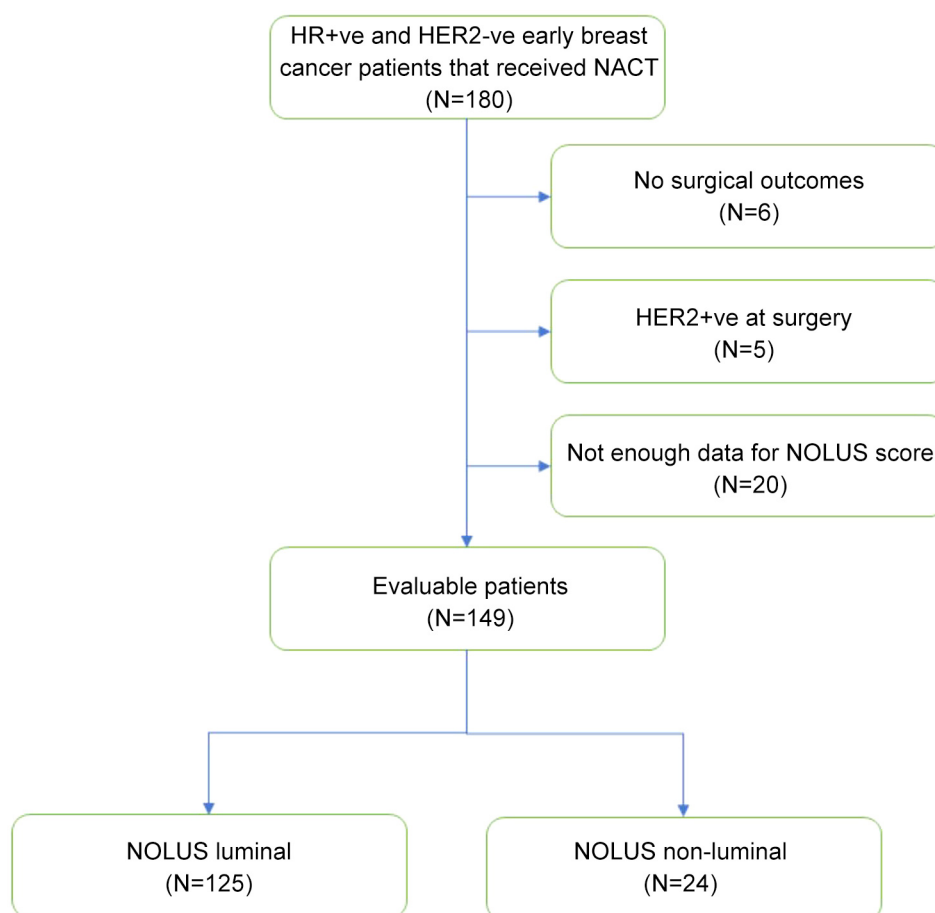 HR+ve and HER2-ve early breast
cancer patients that received NACT
(N=180)
No surgical outcomes
(N=6)
HER2+ve at surgery
(N=5)
Not enough data for NOLUS score
(N=20)
Evaluable patients
(N=149)
NOLUS luminal
(N=125)
NOLUS non-luminal
(N=24)